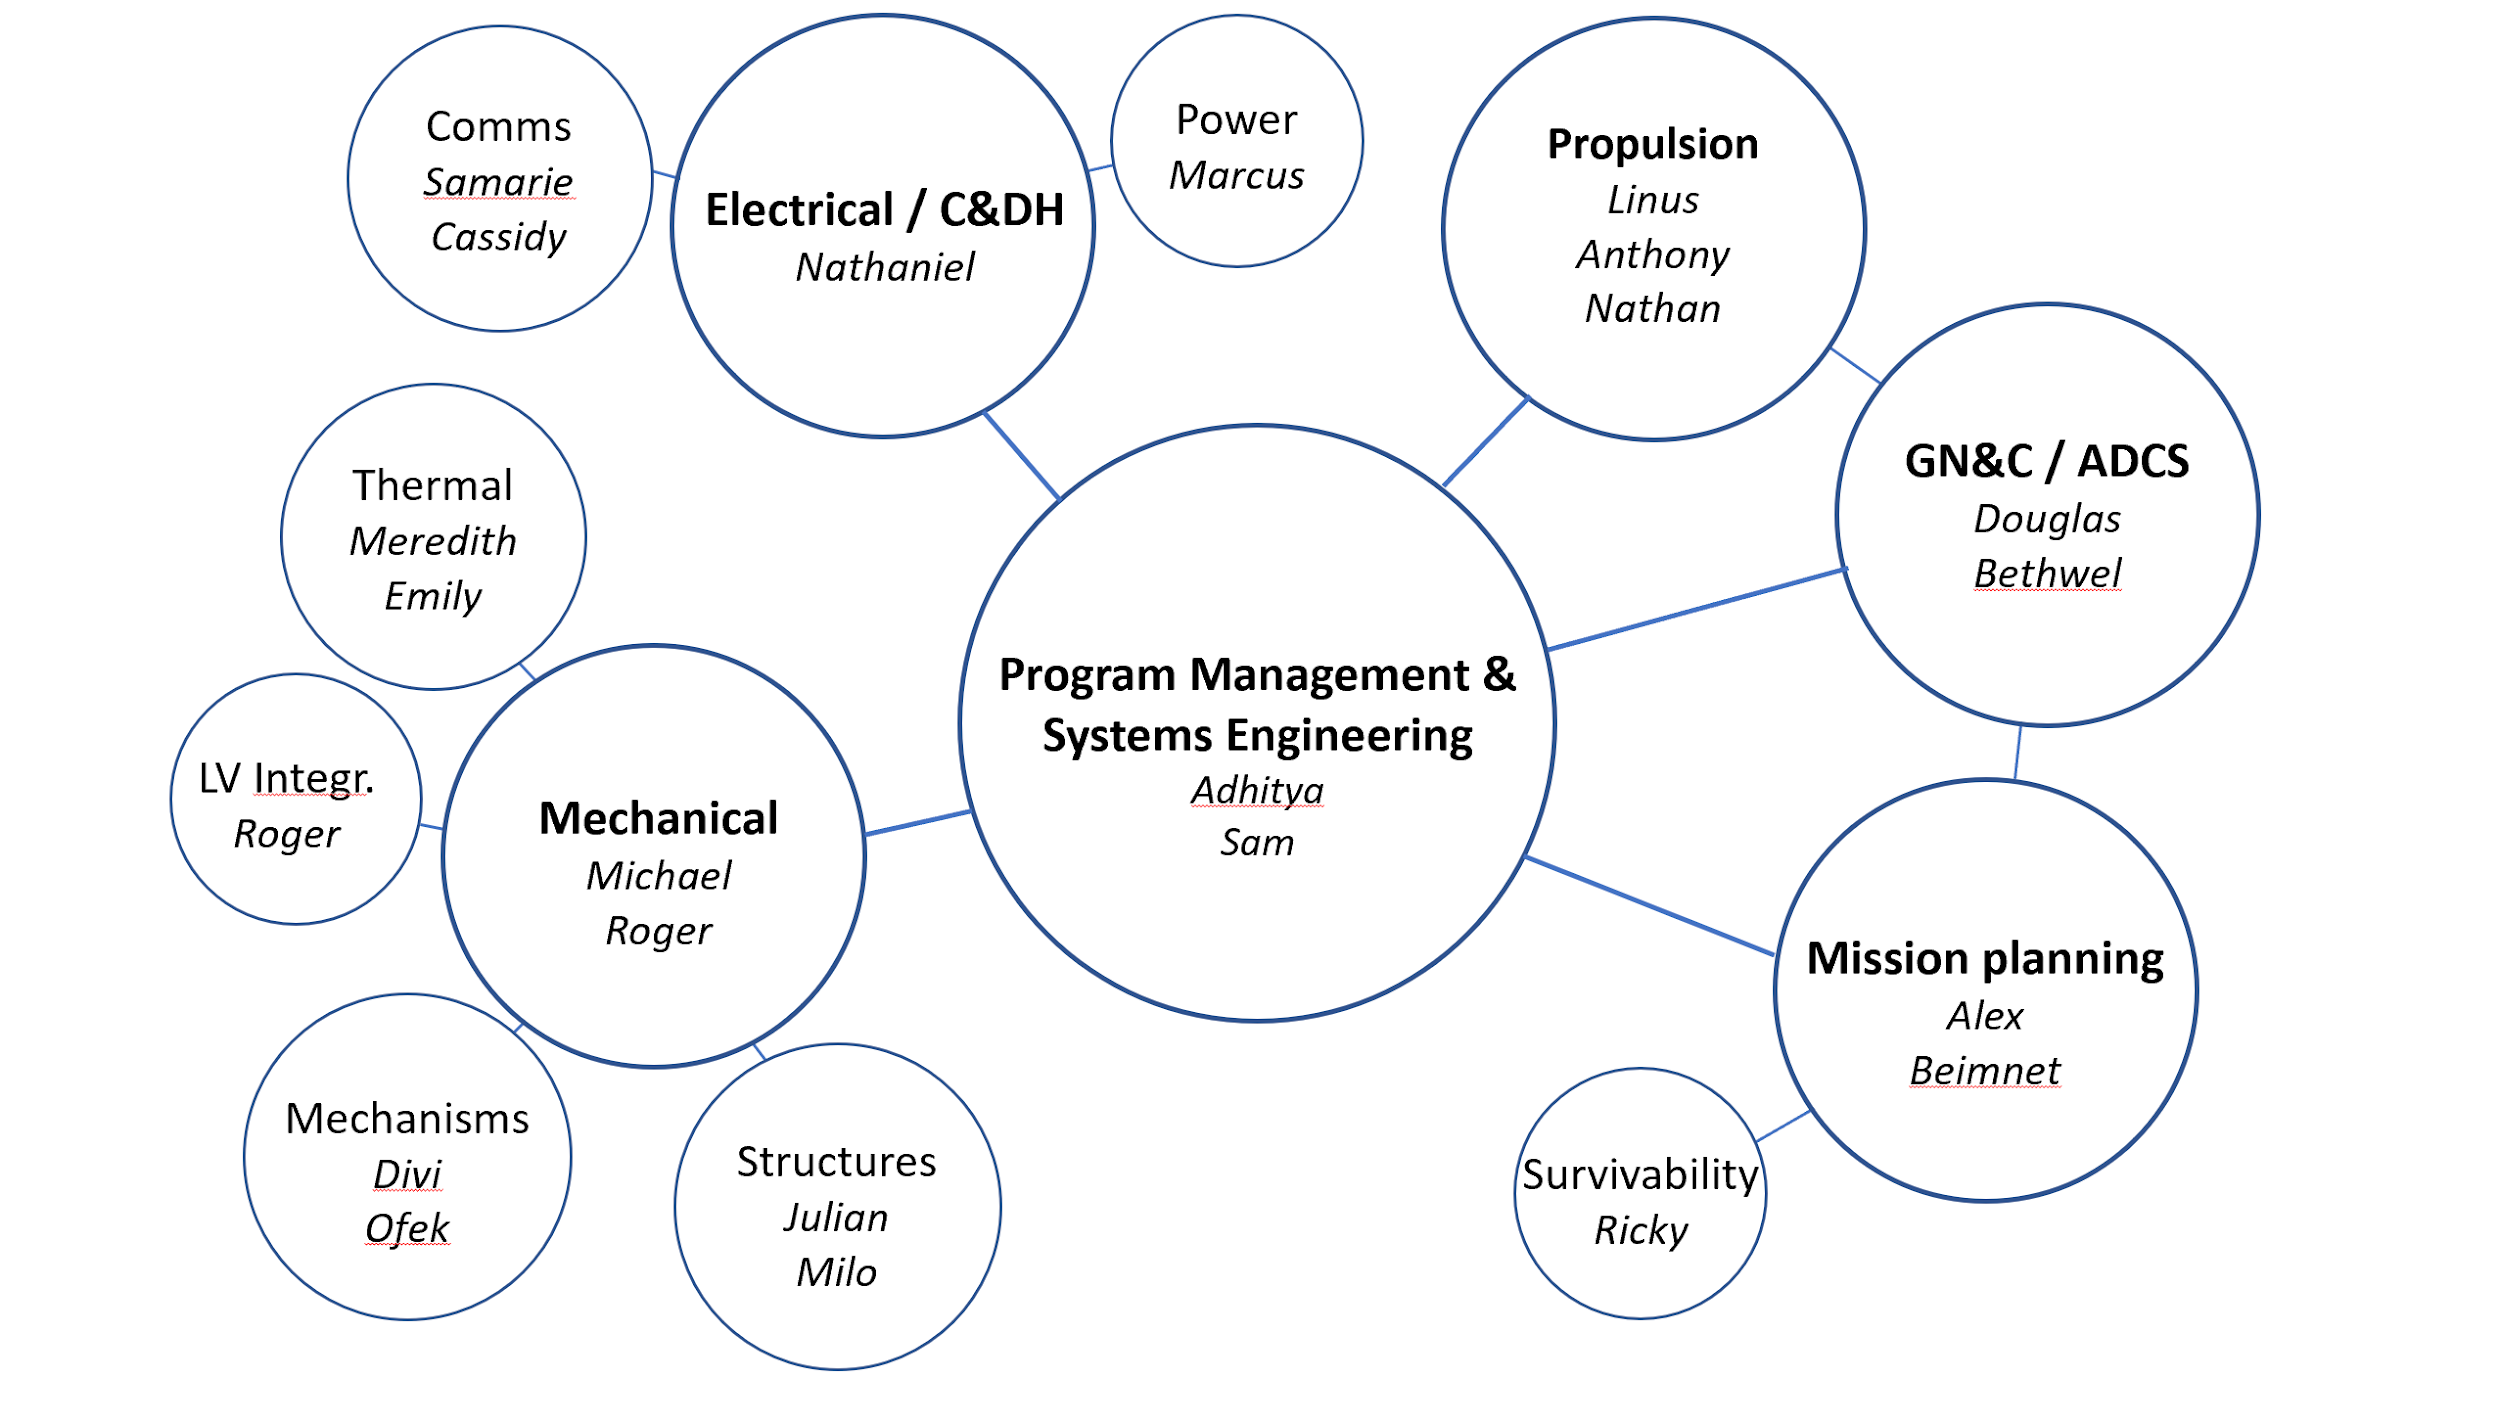 Comms
Samarie
Cassidy
Electrical / C&DH
Nathaniel
Power
Marcus
Propulsion
Linus
Anthony
Nathan
GN&C / ADCS
Douglas
Bethwel
Thermal
Meredith
Emily
LV Integr.
Roger
Mechanical
Michael
Roger
Program Management &
Systems Engineering
Adhitya
Sam
Mission planning
Alex
Beimnet
Mechanisms
Divi
Ofek
Structures
Julian
Milo
Survivability
Ricky